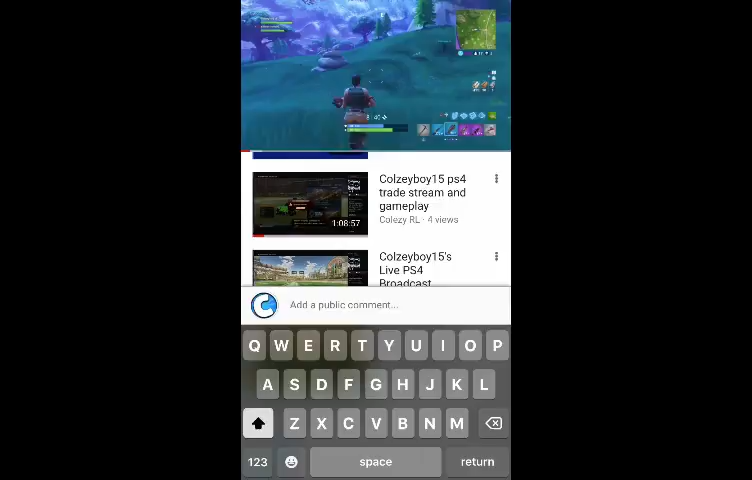 Colzeyboy15 ps4
trade stream and
gameplay
Colezy RL · 4 views
1:08:57
Colzeyboy15's
Live PS4
Broadcast
Add a public comment...
Q W E R T Y U I O P
A S D F G H J K L
Z X C V B N M
123 space return